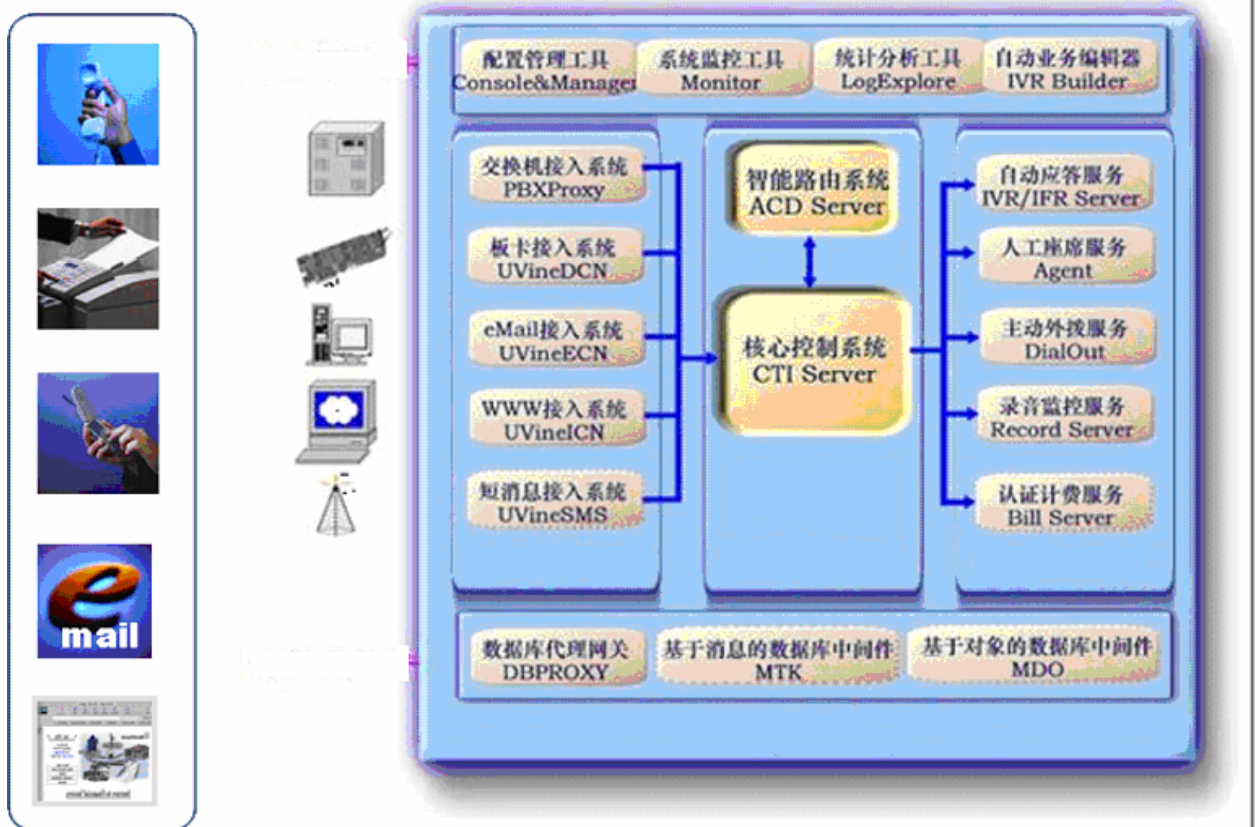 配置管理工具
Console&Manager
系统监控工具
Monitor
统计分析工具
LogExplore
自动业务编辑器
IVR Builder
交换机接入系统
PBXProxy
板卡接入系统
UVineDCN
eMail接入系统
UVineECN
WWW接入系统
UVineICN
短消息接入系统
UVineSMS
智能路由系统
ACD Server
核心控制系统
CTI Server
自动应答服务
IVR/IFR Server
人工座席服务
Agent
主动外拨服务
DialOut
录音监控服务
Record Server
认证计费服务
Bill Server
数据库代理网关
DBPROXY
基于消息的数据库中间件
MTK
基于对象的数据库中间件
MDO
e
mail